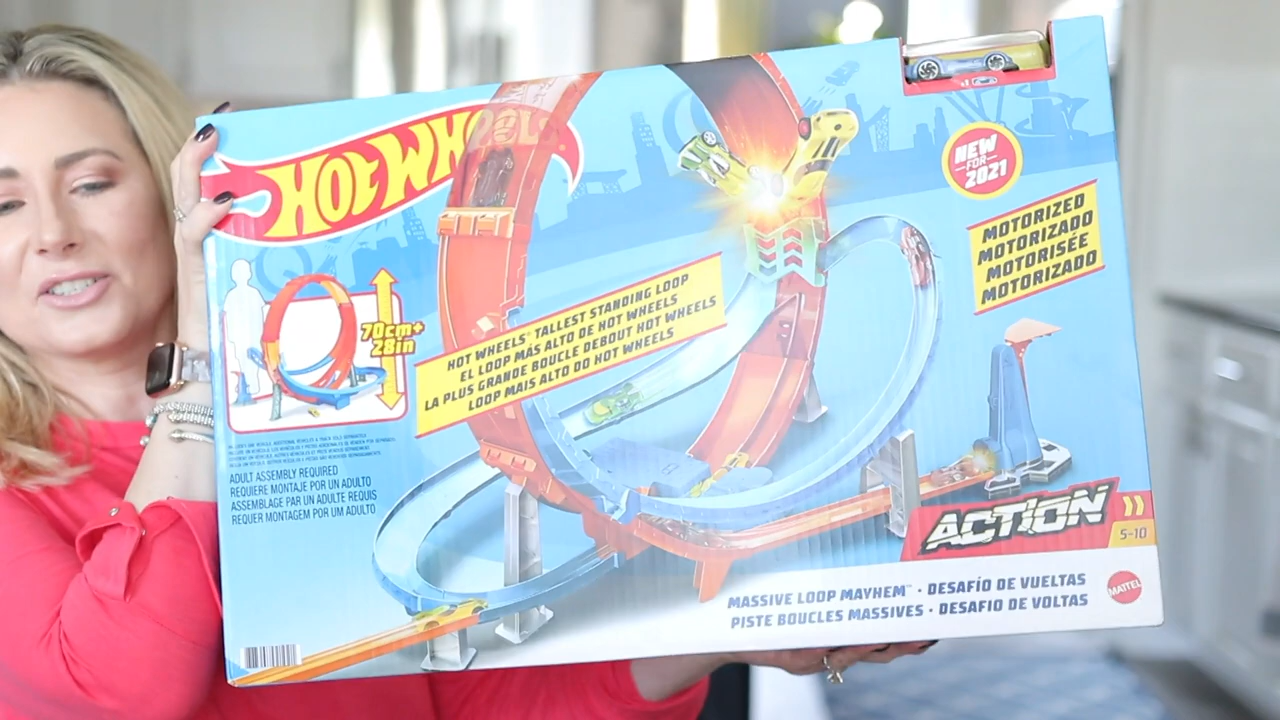 HOT WHEELS
NEW
FOR
2021
MOTORIZED
MOTORIZADO
MOTORISÉE
MOTORIZADO
HOT WHEELS® TALLEST STANDING LOOP
EL LOOP MÁS ALTO DE HOT WHEELS
LA PLUS GRANDE BOUCLE DEBOUT HOT WHEELS
LOOP MAIS ALTO DO HOT WHEELS
70cm+
28in
ADULT ASSEMBLY REQUIRED
REQUIERE MONTAJE POR UN ADULTO
ASSEMBLAGE PAR UN ADULTE REQUIS
REQUER MONTAGEM POR UM ADULTO
ACTION
5-10
MASSIVE LOOP MAYHEM™ · DESAFÍO DE VUELTAS
PISTE BOUCLES MASSIVES · DESAFIO DE VOLTAS
MATTEL